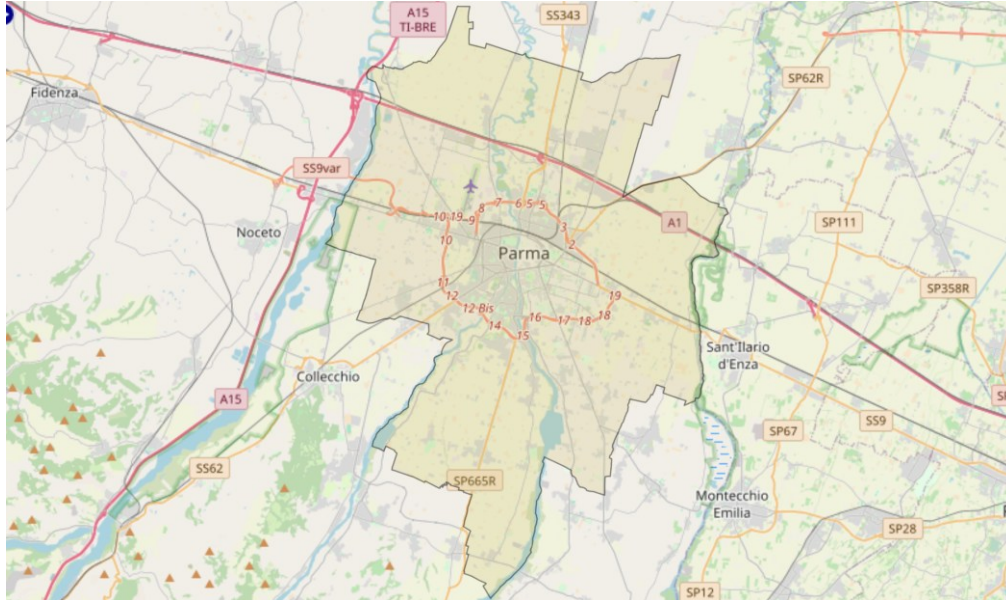 A15
TI-BRE
SS343
SP62R
Fidenza
SS9var
Noceto
10
19
9
8
7
6
5
5
3
2
A1
SP111
10
Parma
11
12
12 Bis
14
15
16
17
18
18
19
SP358R
Sant'Ilario
d'Enza
Collecchio
A15
SS9
SP67
SS62
SP665R
Montecchio
Emilia
SP28
SP12